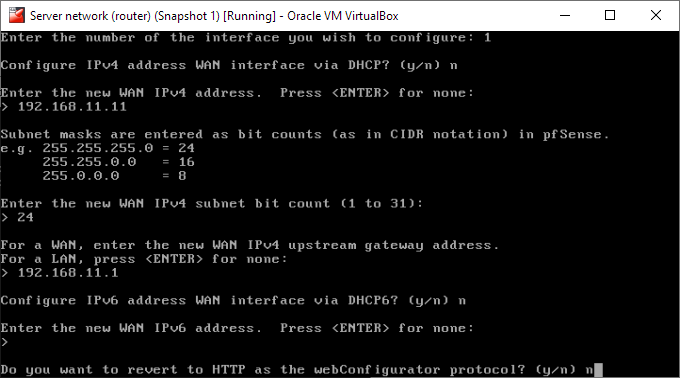 Server network (router) (Snapshot 1) [Running] - Oracle VM VirtualBox
Enter the number of the interface you wish to configure: 1
Configure IPv4 address WAN interface via DHCP? (y/n) n
Enter the new WAN IPv4 address.  Press <ENTER> for none:
> 192.168.11.11
Subnet masks are entered as bit counts (as in CIDR notation) in pfSense.
e.g. 255.255.255.0 = 24
     255.255.0.0   = 16
     255.0.0.0     = 8
Enter the new WAN IPv4 subnet bit count (1 to 31):
> 24
For a WAN, enter the new WAN IPv4 upstream gateway address.
For a LAN, press <ENTER> for none:
> 192.168.11.1
Configure IPv6 address WAN interface via DHCP6? (y/n) n
Enter the new WAN IPv6 address.  Press <ENTER> for none:
>
Do you want to revert to HTTP as the webConfigurator protocol? (y/n) n